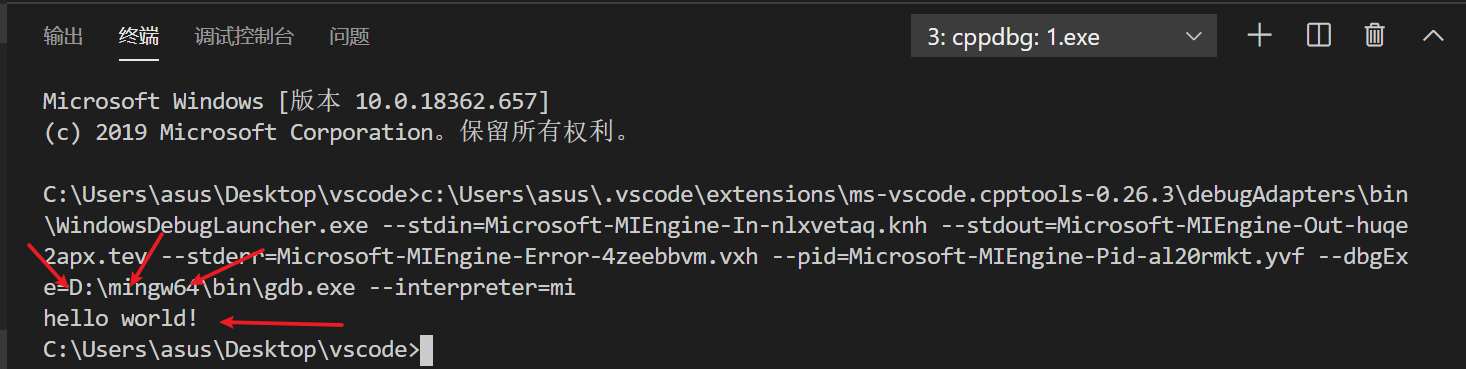 输出 终端 调试控制台 问题 3: cppdbg: 1.exe
Microsoft Windows [版本 10.0.18362.657]
(c) 2019 Microsoft Corporation。保留所有权利。
C:\Users\asus\Desktop\vscode>c:\Users\asus\.vscode\extensions\ms-vscode.cpptools-0.26.3\debugAdapters\bin
\WindowsDebugLauncher.exe --stdin=Microsoft-MIEngine-In-nlxvetaq.knh --stdout=Microsoft-MIEngine-Out-huqe
2apx.tev --stderr=Microsoft-MIEngine-Error-4zeebbvm.vxh --pid=Microsoft-MIEngine-Pid-al20rmkt.yvf --dbgEx
e=D:\mingw64\bin\gdb.exe --interpreter=mi
hello world!
C:\Users\asus\Desktop\vscode>